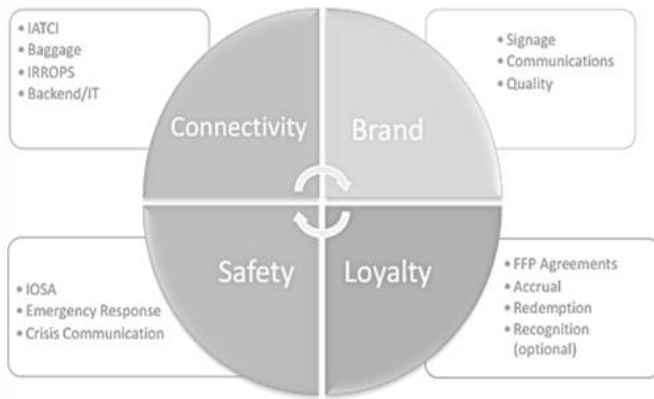 • IATCI
• Baggage
• IRROPS
• Backend/IT
• Signage
• Communications
• Quality
Connectivity
Brand
Safety
Loyalty
• IOSA
• Emergency Response
• Crisis Communication
• FFP Agreements
• Accrual
• Redemption
• Recognition
(optional)